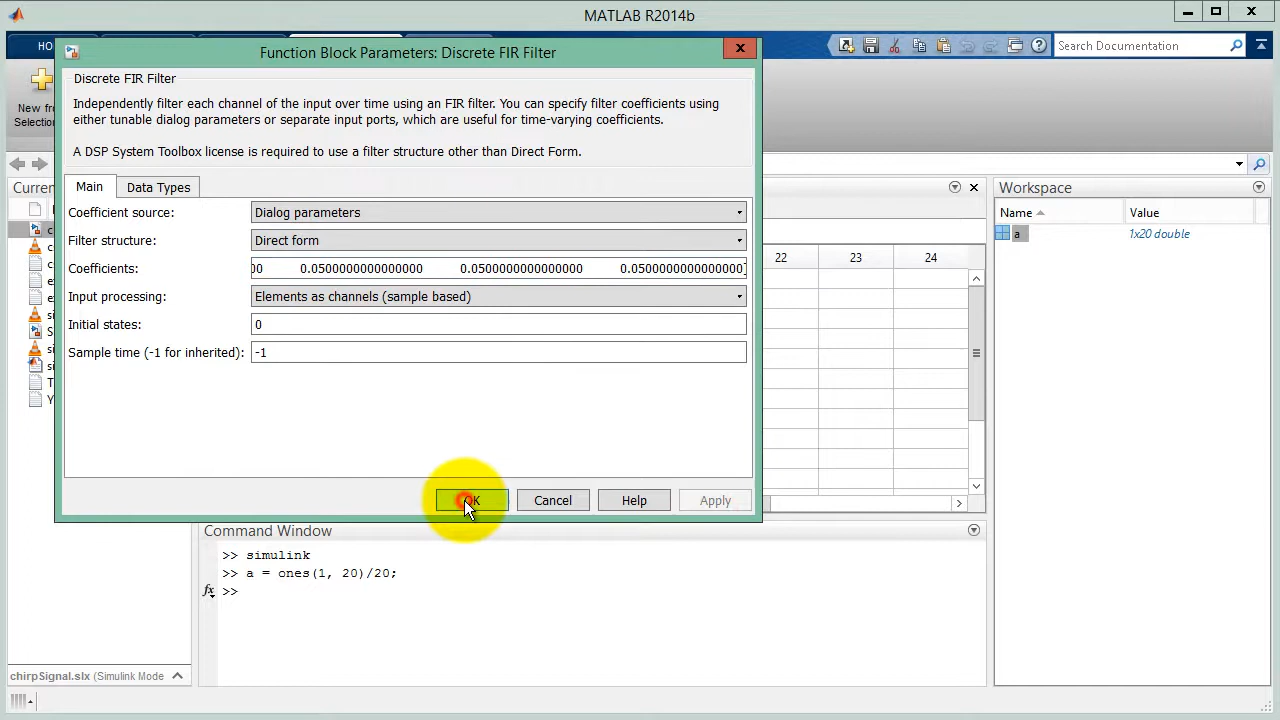 MATLAB R2014b
HO
Search Documentation
Function Block Parameters: Discrete FIR Filter
Discrete FIR Filter
Independently filter each channel of the input over time using an FIR filter. You can specify filter coefficients using
either tunable dialog parameters or separate input ports, which are useful for time-varying coefficients.
A DSP System Toolbox license is required to use a filter structure other than Direct Form.
New fr
Selection
Curren
Main
Data Types
Coefficient source:
Dialog parameters
Filter structure:
Direct form
Coefficients:
00 0.0500000000000000 0.0500000000000000 0.0500000000000000
Input processing:
Elements as channels (sample based)
Initial states:
0
Sample time (-1 for inherited):
-1
OK
Cancel
Help
Apply
22 23 24
Workspace
Name
Value
a
1x20 double
Command Window
>> simulink
>> a = ones(1, 20)/20;
fx >>
chirpSignal.slx (Simulink Mode